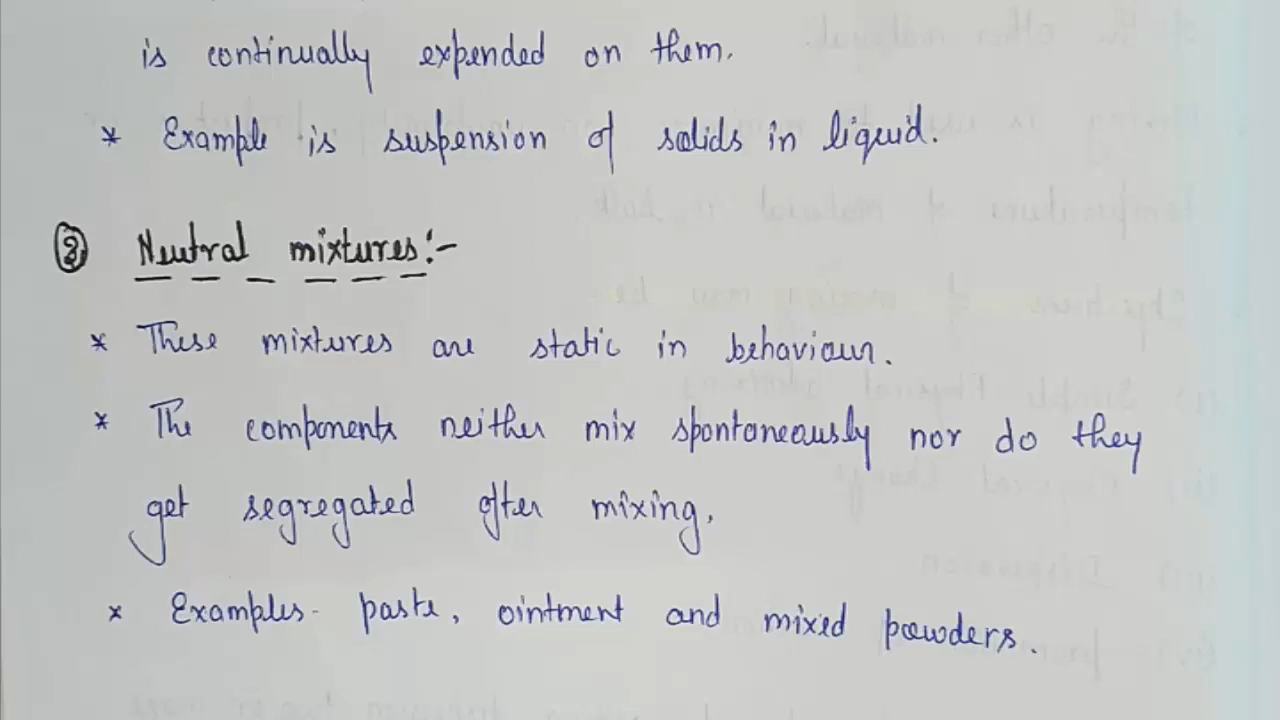 is continually expended on them.
* Example is suspension of solids in liquid.
③ Neutral mixtures:-
* These mixtures are static in behaviour.
* The components neither mix spontaneously nor do they
get segregated after mixing.
* Examples- paste, ointment and mixed powders.